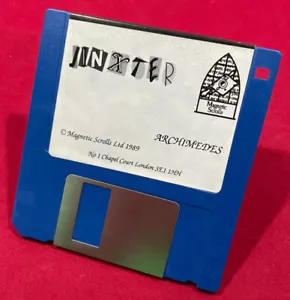 JINXTER
Magnetic
Scrolls
ARCHIMEDES
© Magnetic Scrolls Ltd 1989
No 1 Chapel Court London SE1 1HH